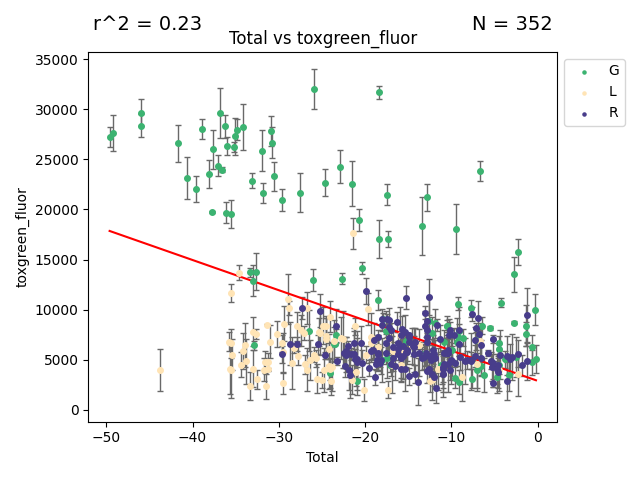 r^2 = 0.23 N = 352
Total vs toxgreen_fluor
35000
30000
25000
20000
15000
10000
5000
0
toxgreen_fluor
−50 −40 −30 −20 −10 0
Total
G
L
R